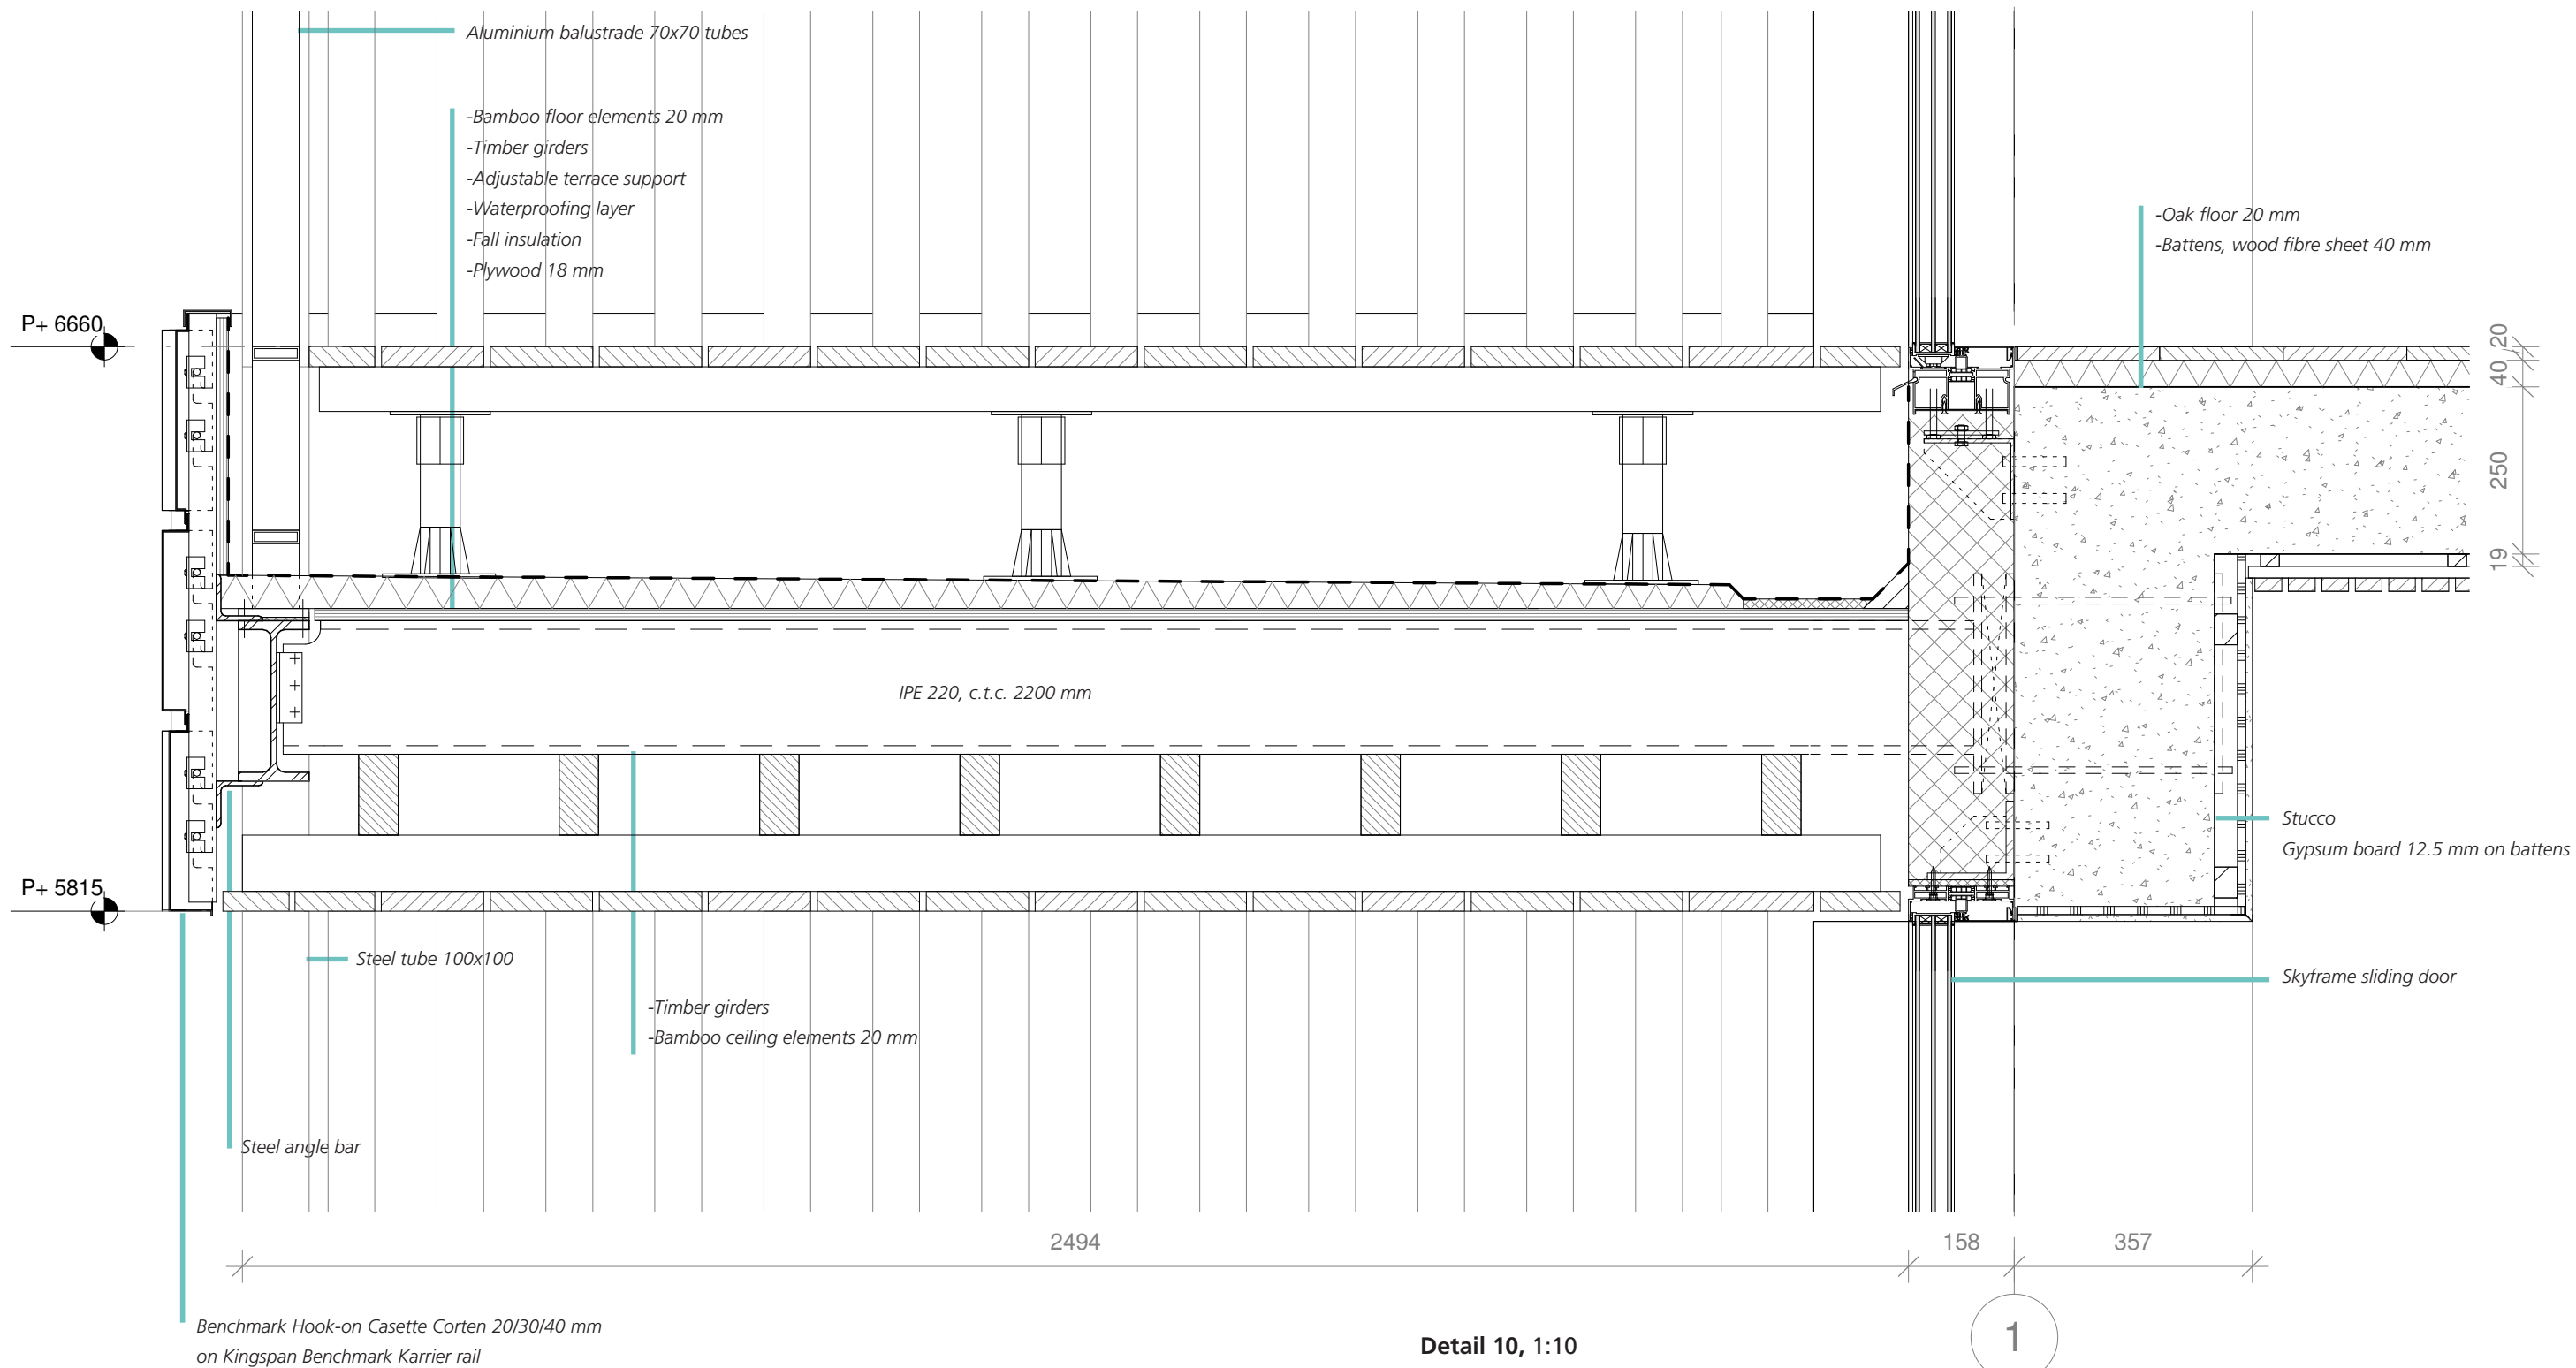 Aluminium balustrade 70x70 tubes
-Bamboo floor elements 20 mm
-Timber girders
-Adjustable terrace support
-Waterproofing layer
-Fall insulation
-Plywood 18 mm
-Oak floor 20 mm
-Battens, wood fibre sheet 40 mm
P+ 6660
20
40
250
19
IPE 220, c.t.c. 2200 mm
Stucco
Gypsum board 12.5 mm on battens
P+ 5815
Steel tube 100x100
Skyframe sliding door
-Timber girders
-Bamboo ceiling elements 20 mm
Steel angle bar
2494
158
357
Benchmark Hook-on Casette Corten 20/30/40 mm
on Kingspan Benchmark Karrier rail
Detail 10, 1:10
1